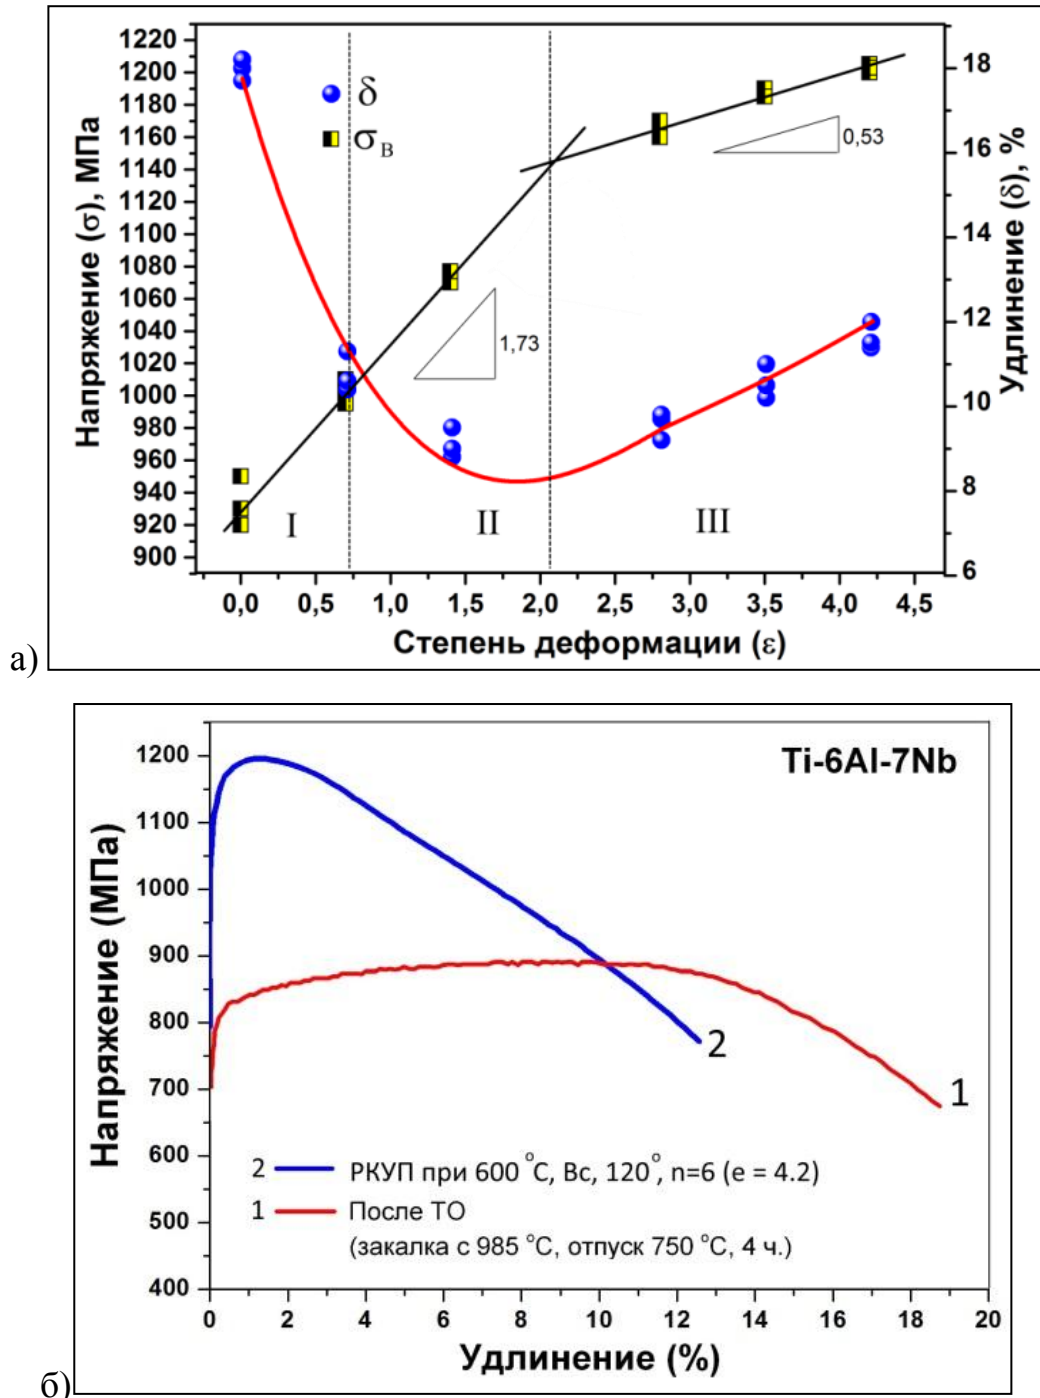 Напряжение (σ), МПа
1220
1200
1180
1160
1140
1120
1100
1080
1060
1040
1020
1000
980
960
940
920
900
δ
σВ
1,73
0,53
I
II
III
18
16
14
12
10
8
6
Удлинение (δ), %
0,0 0,5 1,0 1,5 2,0 2,5 3,0 3,5 4,0 4,5
Степень деформации (ε)
а)
Напряжение (МПа)
1200
1100
1000
900
800
700
600
500
400
Ti-6Al-7Nb
2
1
2 РКУП при 600 °C, Bc, 120°, n=6 (e = 4.2)
1 После ТО
(закалка с 985 °C, отпуск 750 °C, 4 ч.)
0 2 4 6 8 10 12 14 16 18 20
Удлинение (%)
б)